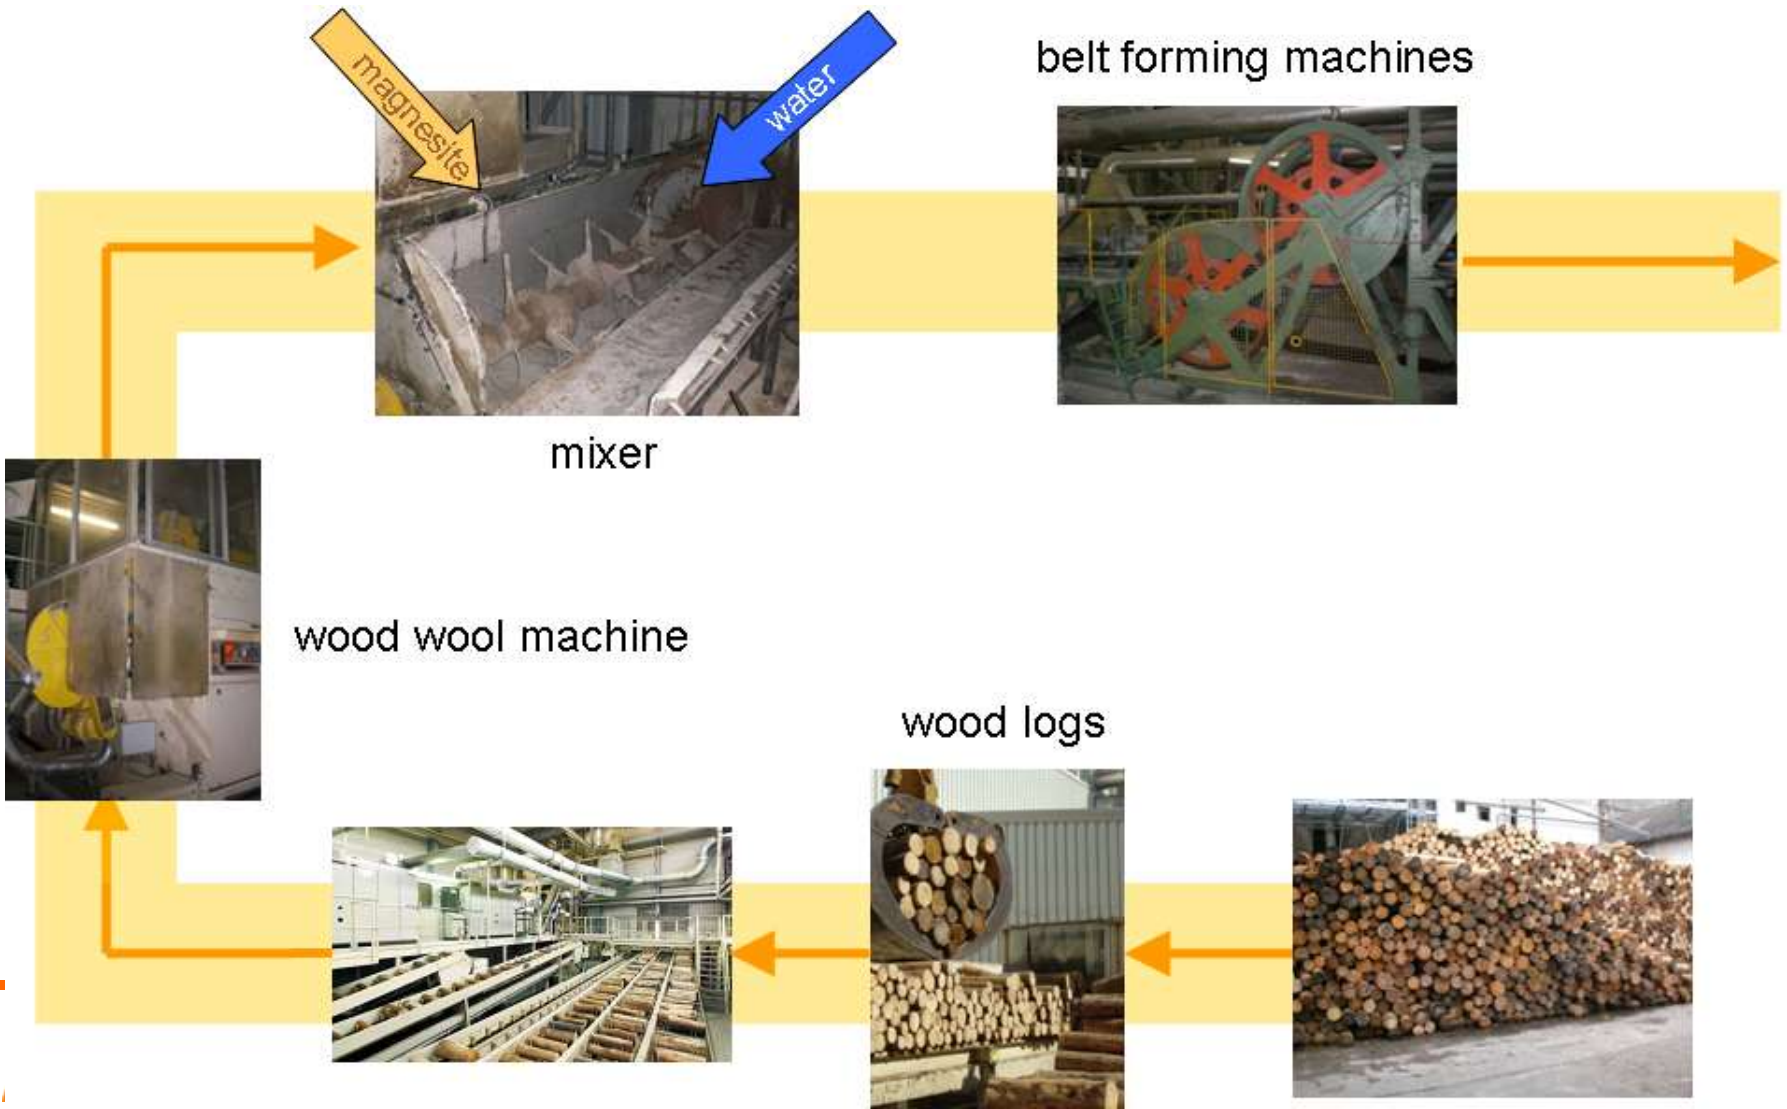 magnesite
water
belt forming machines
mixer
wood wool machine
wood logs